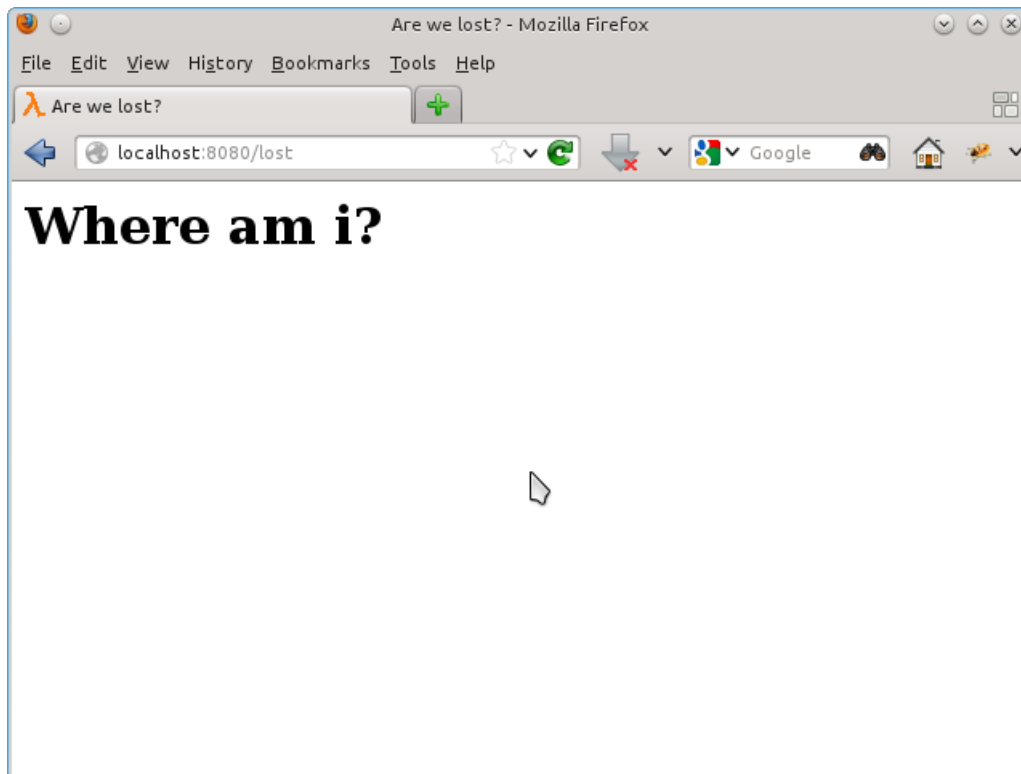 Are we lost? - Mozilla Firefox
File Edit View History Bookmarks Tools Help
λ Are we lost?
localhost:8080/lost Google
Where am i?